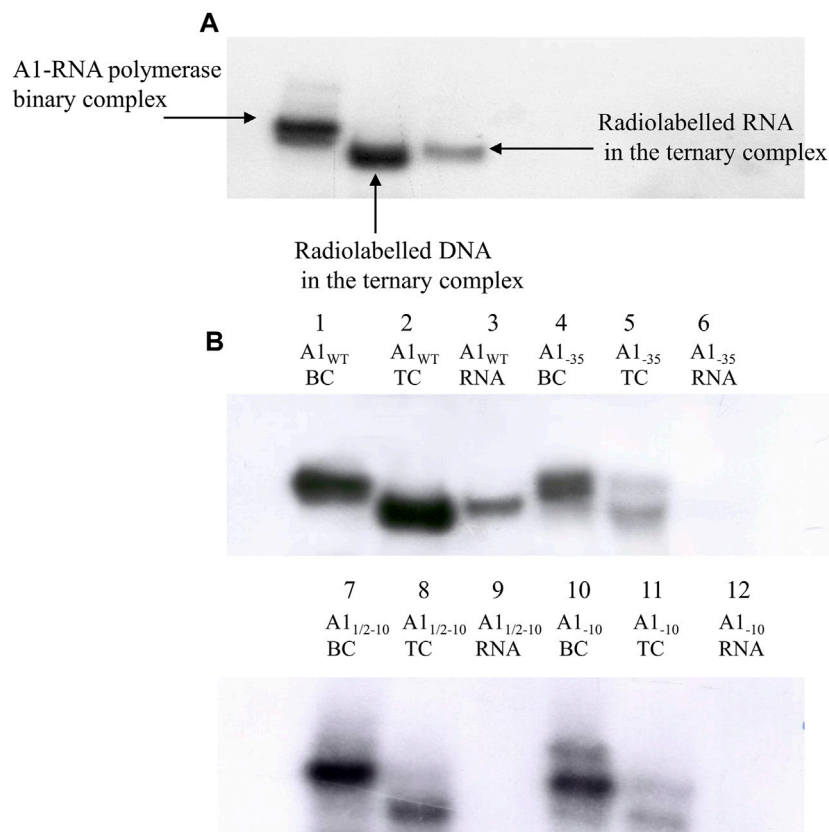 A
A1-RNA polymerase
binary complex
Radiolabelled RNA
in the ternary complex
Radiolabelled DNA
in the ternary complex
B
1 2 3 4 5 6
A1WT A1WT A1WT A1-35 A1-35 A1-35
BC TC RNA BC TC RNA
7 8 9 10 11 12
A11/2-10 A11/2-10 A11/2-10 A1-10 A1-10 A1-10
BC TC RNA BC TC RNA